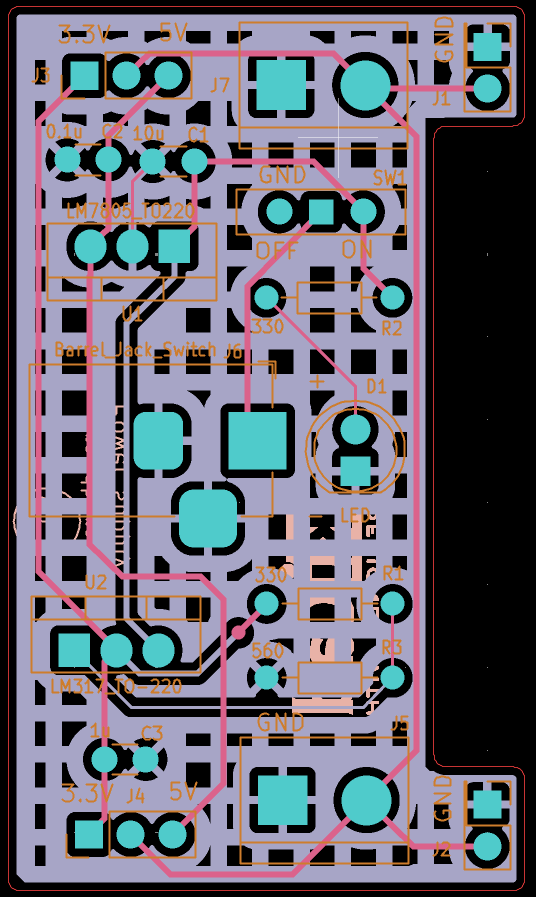 3.3V 5V GND
J3 J7
J1
0.1u C2 10u C1
GND SW1
LM7805_TO220
OFF ON
U1 330 R2
Barrel_Jack_Switch J6
+ D1
LED
U2 330 R1
560 R3
LM317_TO-220
GND J5
1u C3
3.3V J4 5V GND
J2